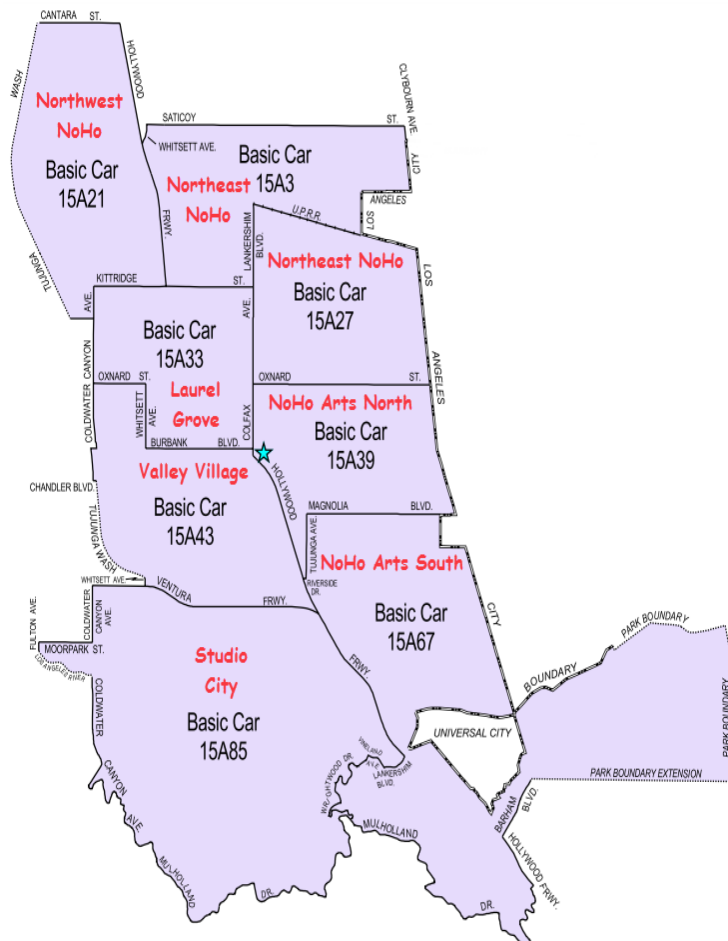 CANTARA ST.
HOLLYWOOD
WASH
CLYBOURN AVE.
Northwest
NoHo
SATICOY ST.
WHITSETT AVE.
CITY
Basic Car
15A21
Basic Car
15A3
ANGELES
LOS
Northeast
NoHo
U.P.R.R.
FRWY.
LANKERSHIM
BLVD.
TUJUNGA
Northeast NoHo
LOS
KITTRIDGE ST.
Basic Car
15A27
AVE.
AVE.
Basic Car
15A33
CANYON
OXNARD ST.
OXNARD ST.
ANGELES
Laurel
Grove
NoHo Arts North
WHITSETT
AVE.
COLFAX
COLDWATER
Basic Car
15A39
BURBANK BLVD.
Valley Village
HOLLYWOOD
CHANDLER BLVD.
Basic Car
15A43
MAGNOLIA BLVD.
TUJUNGA WASH
TUJUNGA AVE.
NoHo Arts South
WHITSETT AVE.
VENTURA FRWY.
RIVERSIDE
DR.
CITY
COLDWATER
CANYON
AVE.
FULTON AVE.
Basic Car
15A67
PARK BOUNDARY
MOORPARK ST.
LOS ANGELES RIVER
Studio
City
FRWY.
BOUNDARY
COLDWATER
Basic Car
15A85
UNIVERSAL CITY
PARK BOUNDARY
VINELAND
AVE.
LANKERSHIM
BLVD.
WRIGHTWOOD DR.
PARK BOUNDARY EXTENSION
CANYON AVE.
BARHAM
BLVD.
MULHOLLAND
HOLLYWOOD FRWY.
MULHOLLAND
DR.
DR.